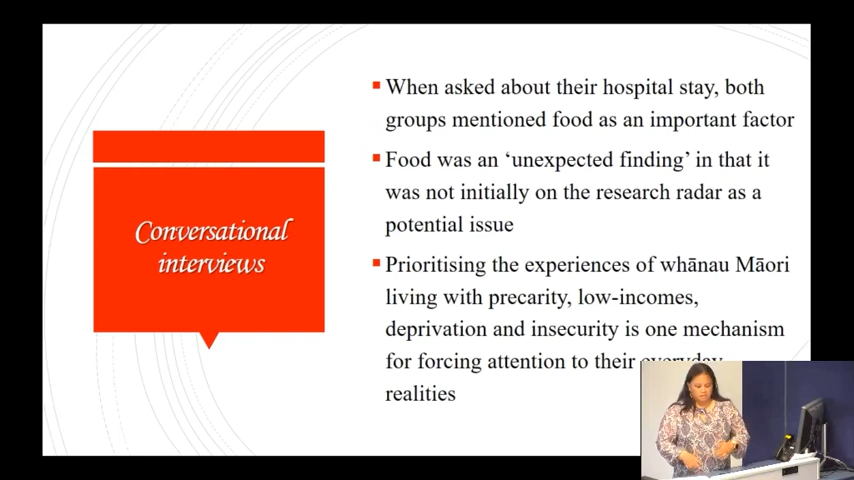 Conversational
interviews
When asked about their hospital stay, both
groups mentioned food as an important factor
Food was an ‘unexpected finding’ in that it
was not initially on the research radar as a
potential issue
Prioritising the experiences of whānau Māori
living with precarity, low-incomes,
deprivation and insecurity is one mechanism
for forcing attention to their everyday
realities